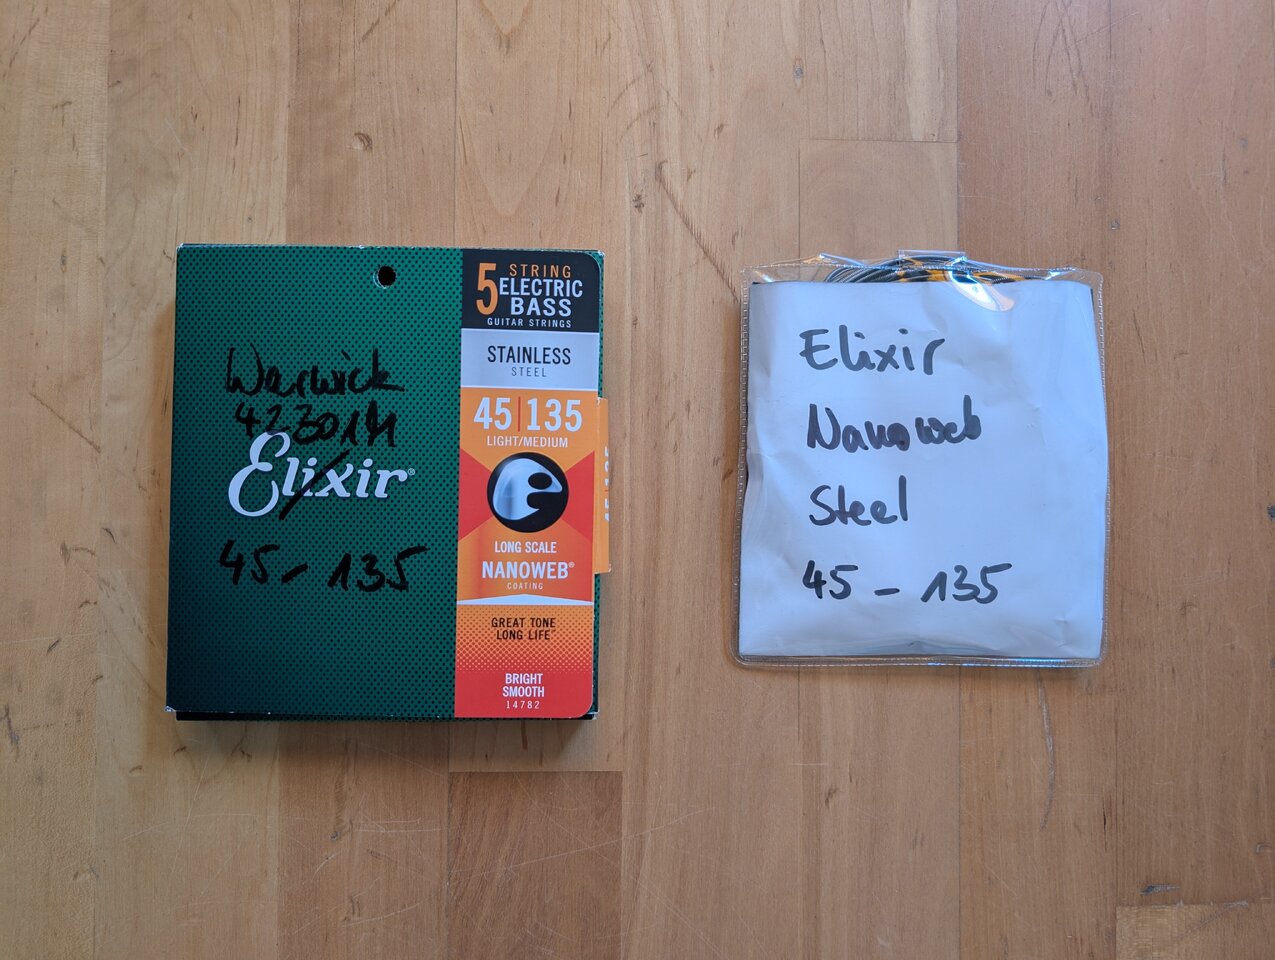 5 STRING
ELECTRIC
BASS
GUITAR STRINGS
STAINLESS
STEEL
45|135
LIGHT/MEDIUM
LONG SCALE
NANOWEB®
COATING
GREAT TONE
LONG LIFE
BRIGHT
SMOOTH
14782
Warwick
42301M
Elixir®
45 - 135
Elixir
Nanoweb
Steel
45 - 135